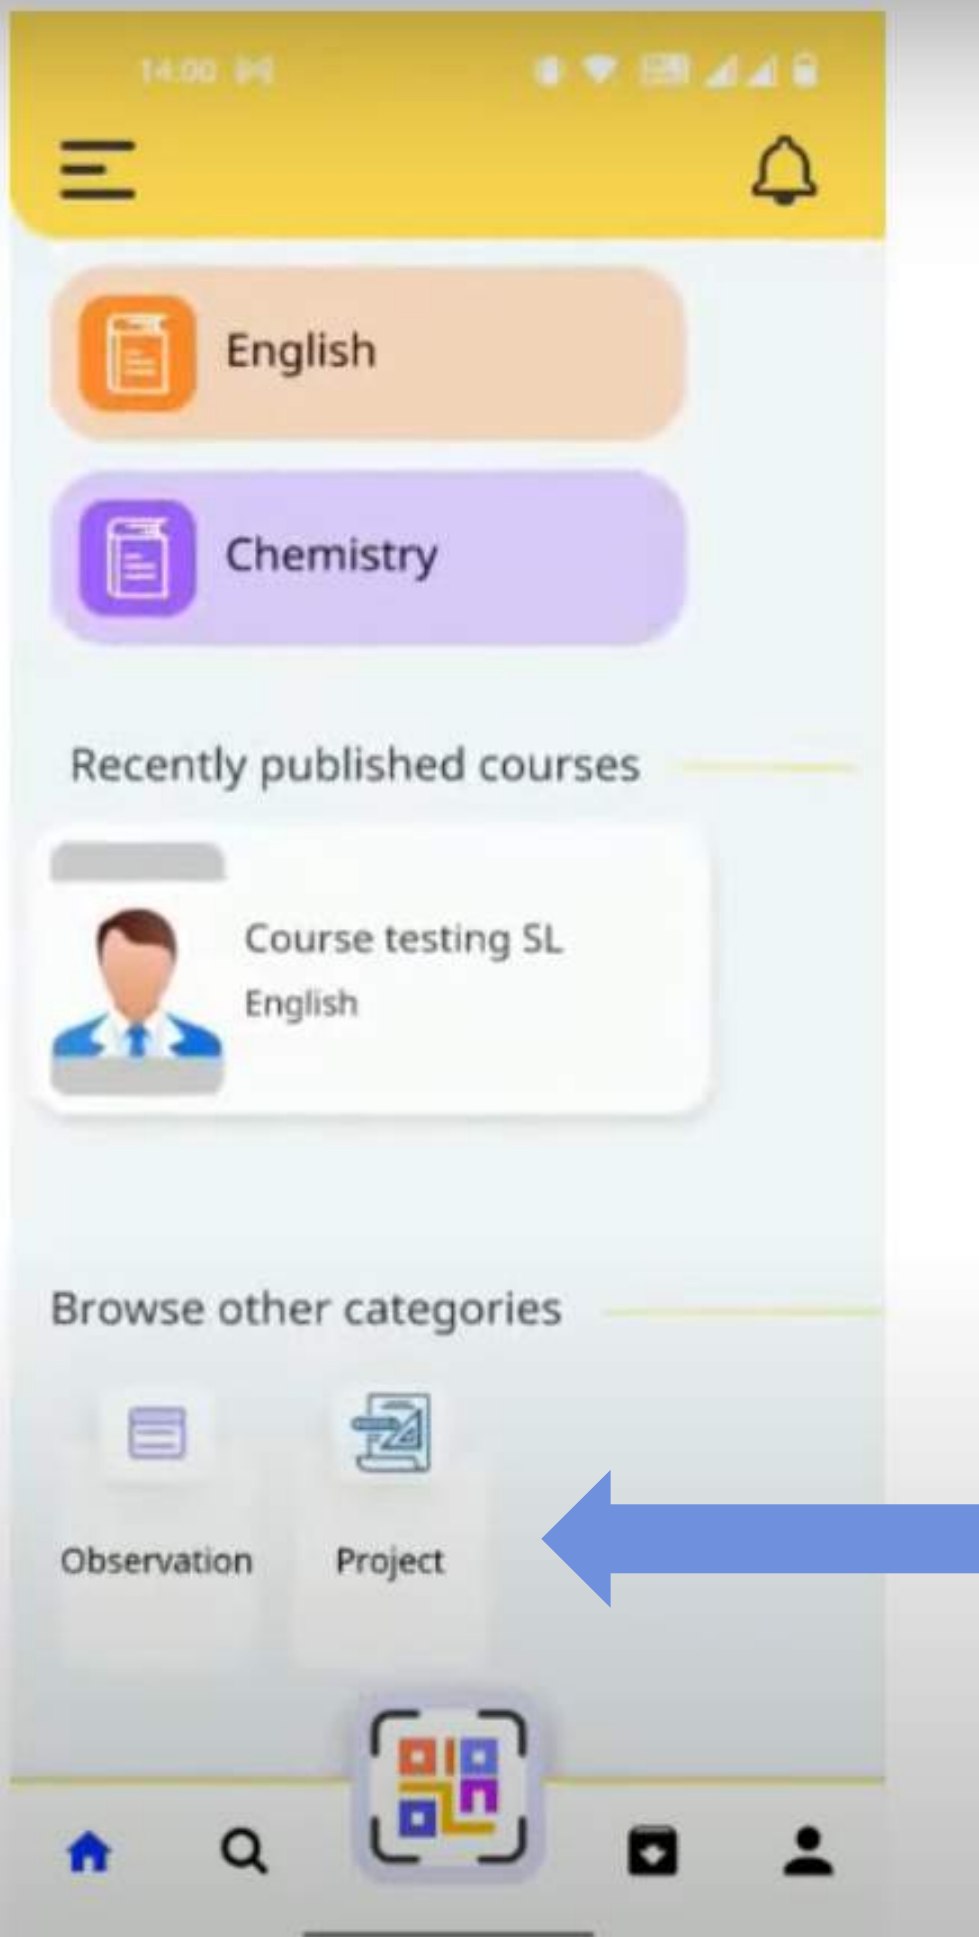 14:00
English
Chemistry
Recently published courses
Course testing SL
English
Browse other categories
Observation
Project